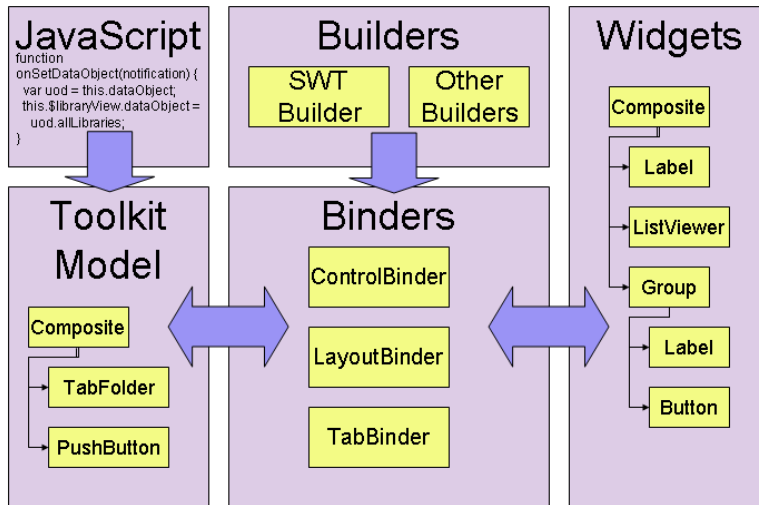 JavaScript
function
onSetDataObject(notification) {
var uod = this.dataObject;
this.$libraryView.dataObject =
uod.allLibraries;
}
Builders
SWT
Builder
Other
Builders
Widgets
Composite
Label
ListViewer
Group
Label
Button
Toolkit
Model
Composite
TabFolder
PushButton
Binders
ControlBinder
LayoutBinder
TabBinder